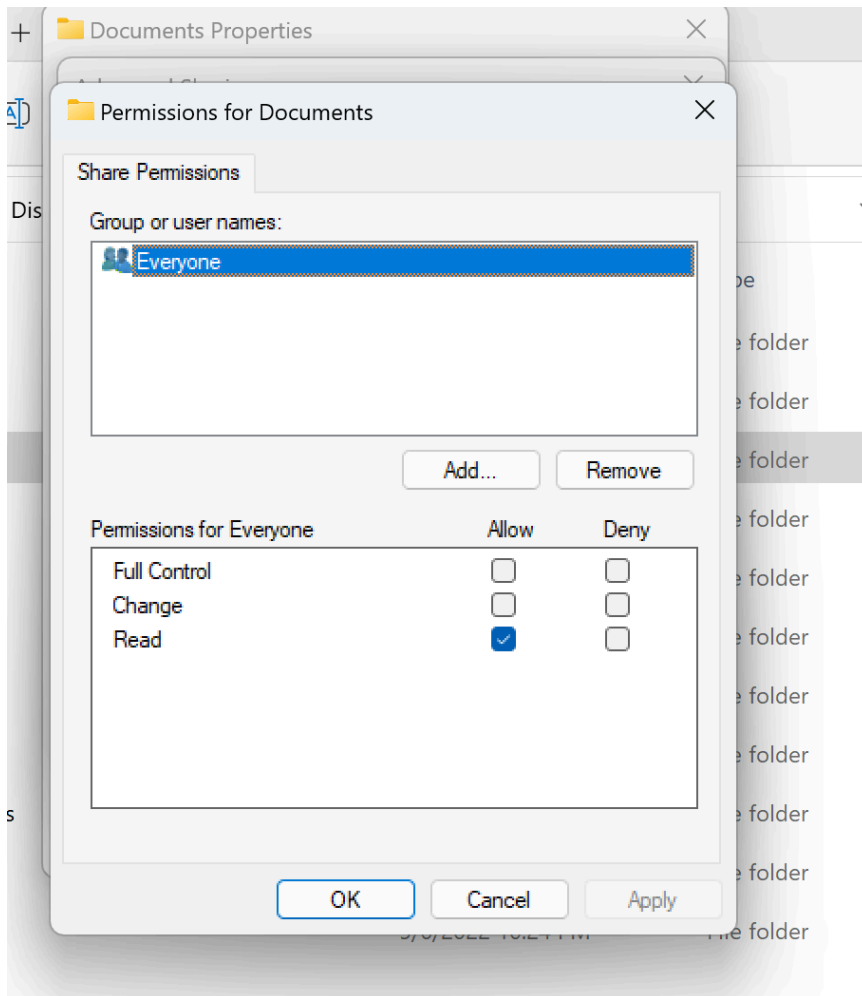 Documents Properties
Permissions for Documents
Share Permissions
Dis
Group or user names:
Everyone
Add...
Remove
Permissions for Everyone
Allow
Deny
Full Control
Change
Read
OK
Cancel
Apply
pe
e folder
e folder
e folder
e folder
e folder
e folder
e folder
e folder
s
e folder
e folder
File folder